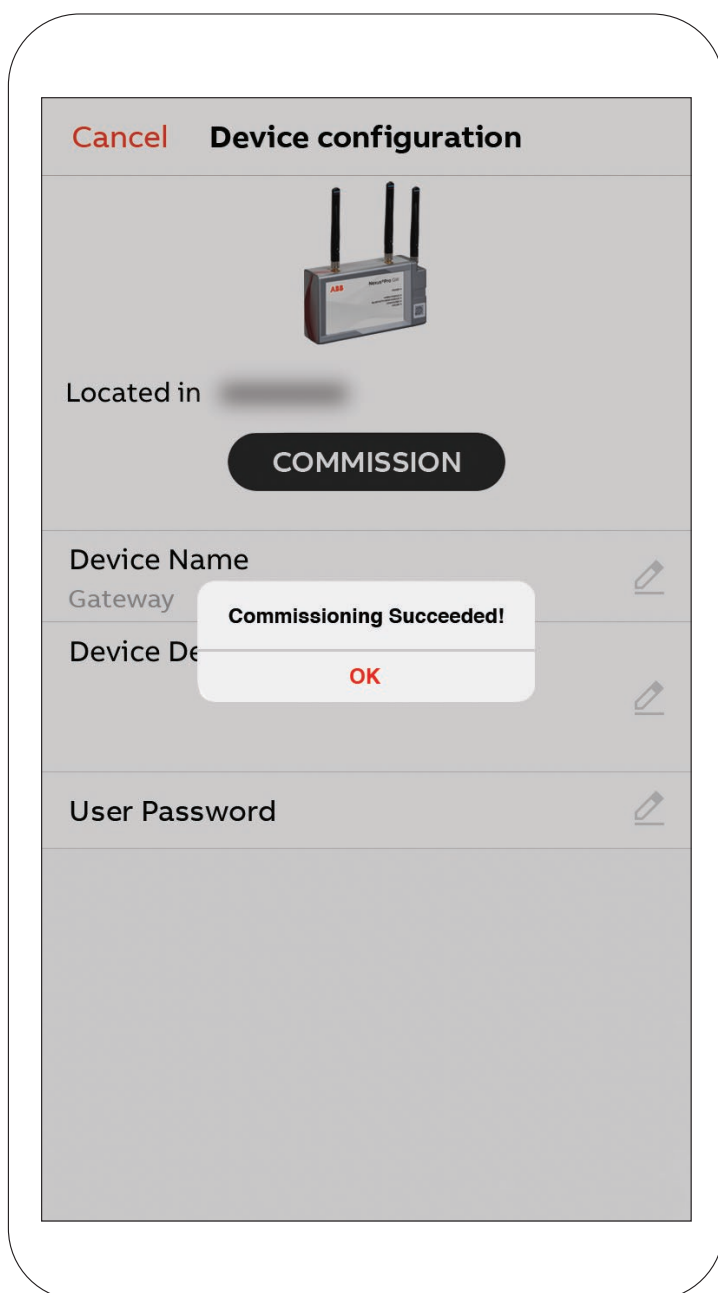 Cancel Device configuration
ABB
Located in
COMMISSION
Device Name
Gateway
Commissioning Succeeded!
Device De
OK
User Password